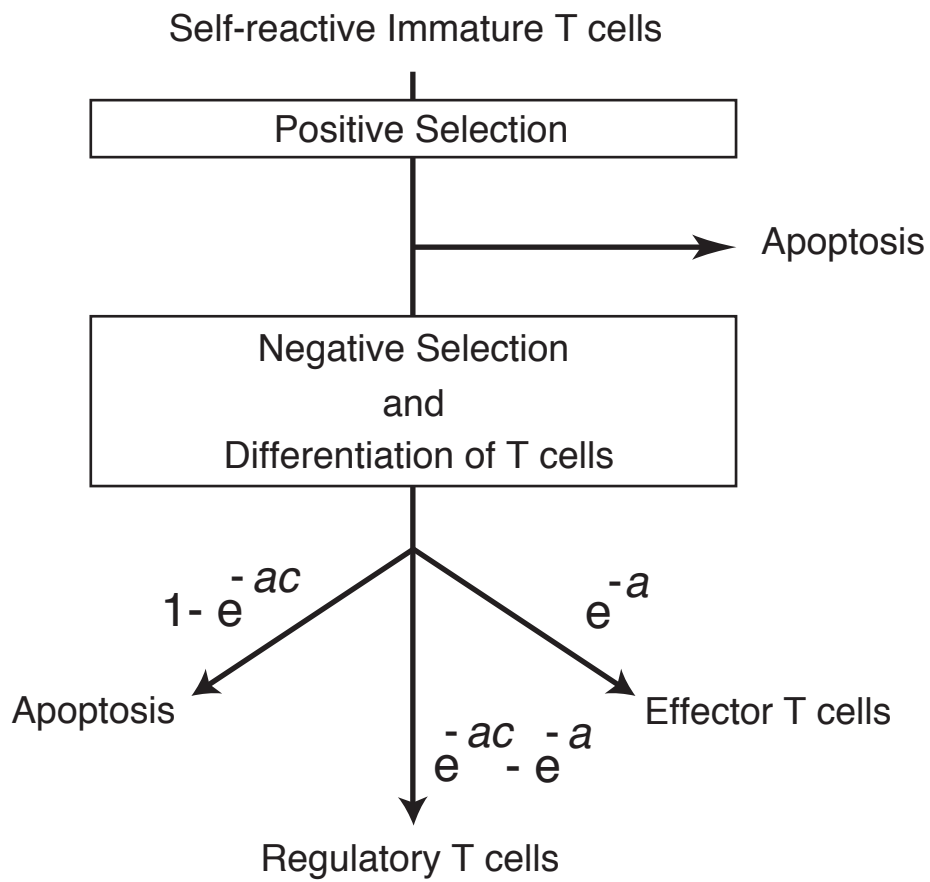 Self-reactive Immature T cells
Positive Selection
Apoptosis
Negative Selection
and
Differentiation of T cells
1- e^{-ac}
e^{-a}
Apoptosis
Effector T cells
e^{-ac} - e^{-a}
Regulatory T cells